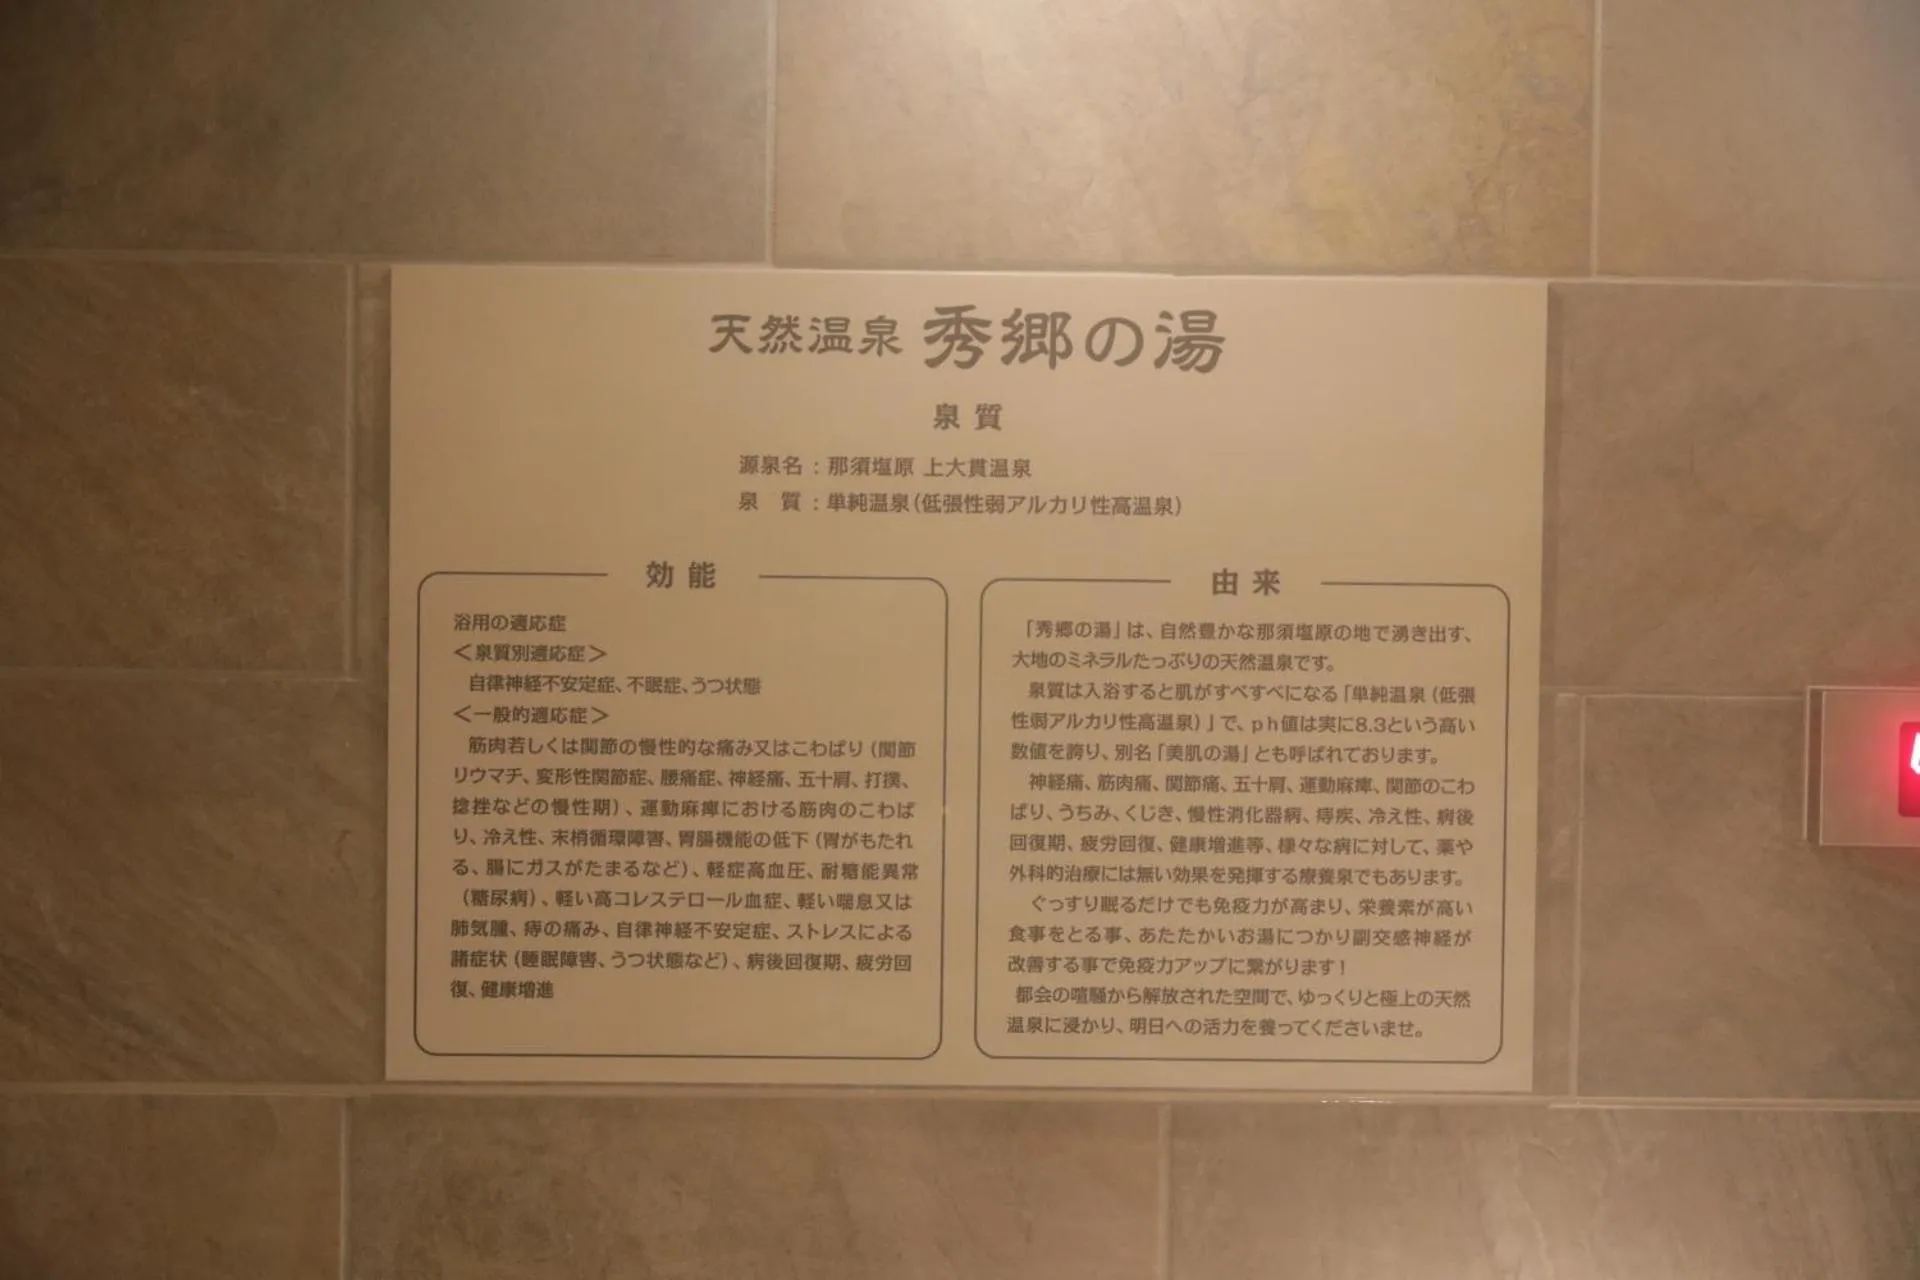 天然温泉 秀郷の湯
泉 質
源泉名 : 那須塩原 上大貫温泉
泉 質 : 単純温泉(低張性弱アルカリ性高温泉)
効 能
浴用の適応症
＜泉質別適応症＞
自律神経不安定症、不眠症、うつ状態
＜一般的適応症＞
筋肉若しくは関節の慢性的な痛み又はこわばり（関節
リウマチ、変形性関節症、腰痛症、神経痛、五十肩、打撲、
捻挫などの慢性期）、運動麻痺における筋肉のこわば
り、冷え性、末梢循環障害、胃腸機能の低下（胃がもたれ
る、腸にガスがたまるなど）、軽症高血圧、耐糖能異常
（糖尿病）、軽い高コレステロール血症、軽い喘息又は
肺気腫、痔の痛み、自律神経不安定症、ストレスによる
諸症状（睡眠障害、うつ状態など）、病後回復期、疲労回
復、健康増進
由 来
「秀郷の湯」は、自然豊かな那須塩原の地で湧き出す、
大地のミネラルたっぷりの天然温泉です。
泉質は入浴すると肌がすべすべになる「単純温泉（低張
性弱アルカリ性高温泉）」で、ph値は実に8.3という高い
数値を誇り、別名「美肌の湯」とも呼ばれております。
神経痛、筋肉痛、関節痛、五十肩、運動麻痺、関節のこわ
ばり、うちみ、くじき、慢性消化器病、痔疾、冷え性、病後
回復期、疲労回復、健康増進等、様々な病に対して、薬や
外科的治療には無い効果を発揮する療養泉でもあります。
ぐっすり眠るだけでも免疫力が高まり、栄養素が高い
食事をとる事、あたたかいお湯につかり副交感神経が
改善する事で免疫力アップに繋がります！
都会の喧騒から解放された空間で、ゆっくりと極上の天然
温泉に浸かり、明日への活力を養ってくださいませ。